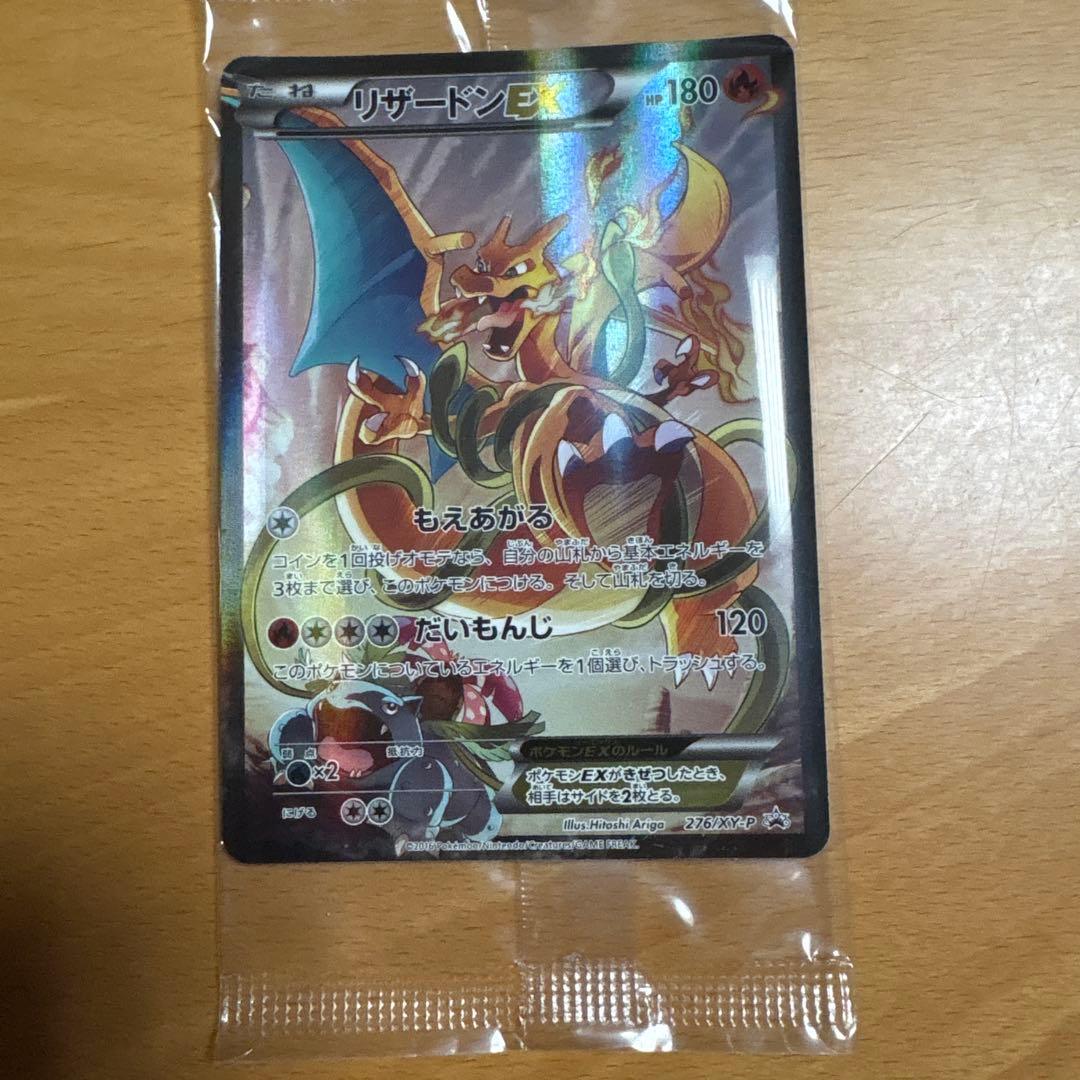 たね リザードンEX HP180
もえあがる
コインを1回投げオモテなら、自分の山札から基本エネルギーを
3枚まで選び、このポケモンにつける。そして山札を切る。
だいもんじ 120
このポケモンについているエネルギーを1個選び、トラッシュする。
弱点 抵抗力
×2
にげる
ポケモンEXのルール
ポケモンEXがきぜつしたとき、
相手はサイドを2枚とる。
Illus.Hitoshi Ariga 276/XY-P
©2016 Pokémon/Nintendo/Creatures/GAME FREAK.